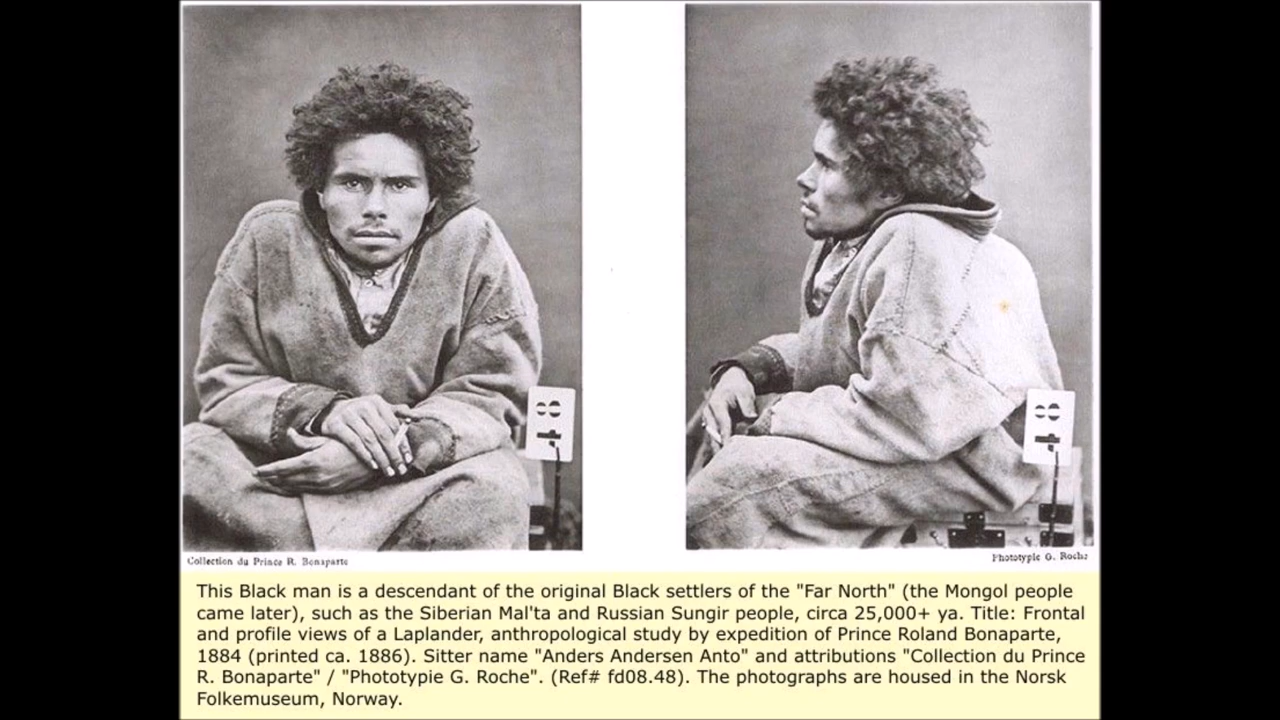 Collection du Prince R. Bonaparte
Phototypie G. Roche
This Black man is a descendant of the original Black settlers of the "Far North" (the Mongol people
came later), such as the Siberian Mal'ta and Russian Sungir people, circa 25,000+ ya. Title: Frontal
and profile views of a Laplander, anthropological study by expedition of Prince Roland Bonaparte,
1884 (printed ca. 1886). Sitter name "Anders Andersen Anto" and attributions "Collection du Prince
R. Bonaparte" / "Phototypie G. Roche". (Ref# fd08.48). The photographs are housed in the Norsk
Folkemuseum, Norway.